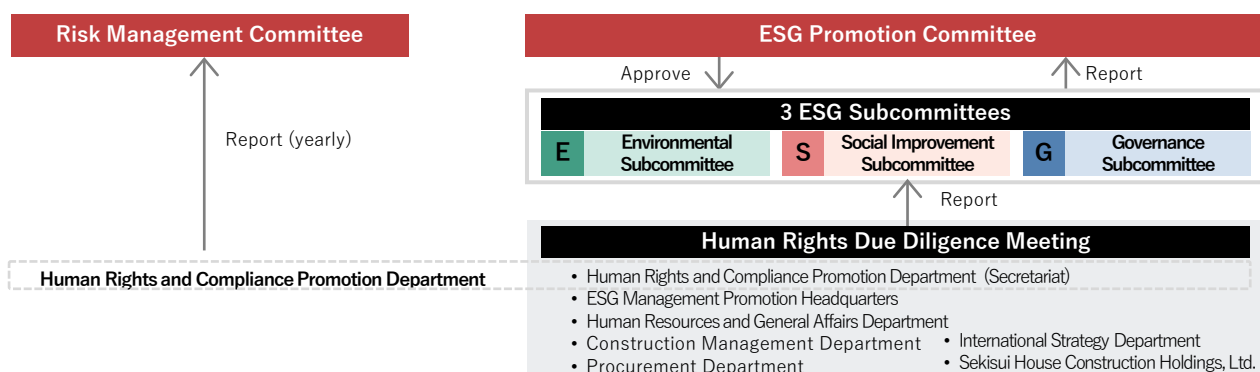 Risk Management Committee
ESG Promotion Committee
Approve
Report
Report (yearly)
3 ESG Subcommittees
E
Environmental
Subcommittee
S
Social Improvement
Subcommittee
G
Governance
Subcommittee
Report
Human Rights Due Diligence Meeting
Human Rights and Compliance Promotion Department
• Human Rights and Compliance Promotion Department (Secretariat)
• ESG Management Promotion Headquarters
• Human Resources and General Affairs Department
• Construction Management Department
• Procurement Department
• International Strategy Department
• Sekisui House Construction Holdings, Ltd.